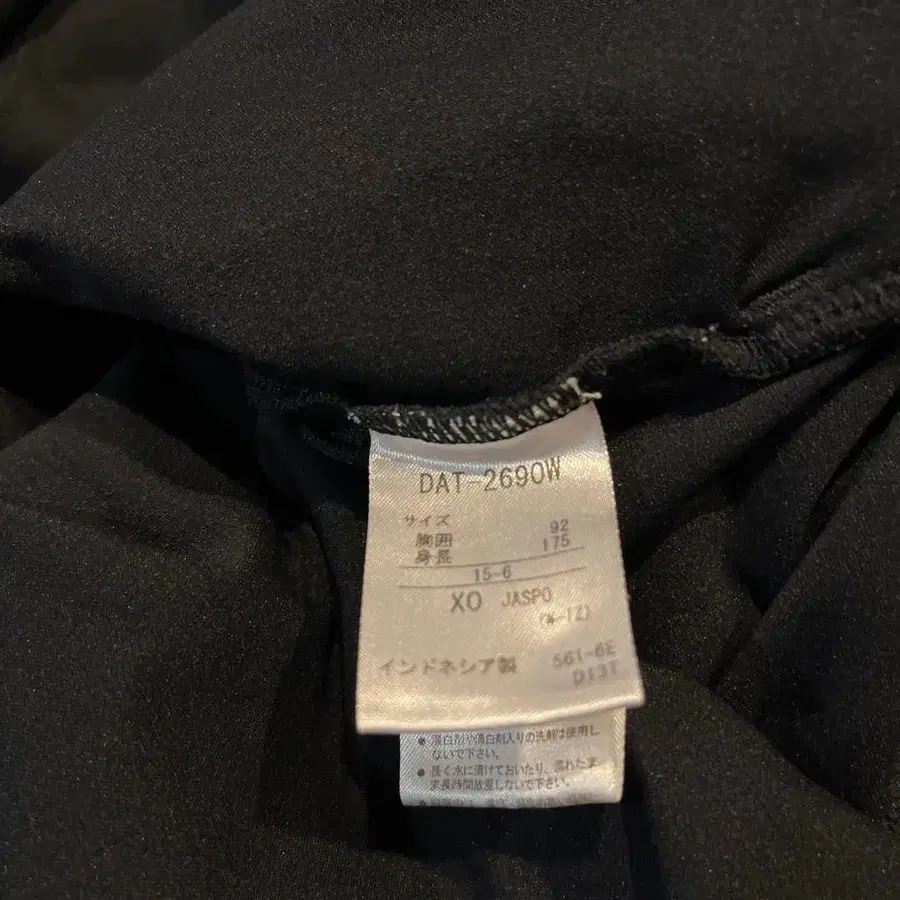 DAT-2690W
サイズ
胸囲 92
身長 175
15-6
XO JASPO
(W-IZ)
インドネシア製 561-6E
D13T
● 漂白剤や漂白剤入りの洗剤は使用し
ないで下さい。
● 長く水に漬けておいたり、濡れたま
ま長時間放置しないで下さい。